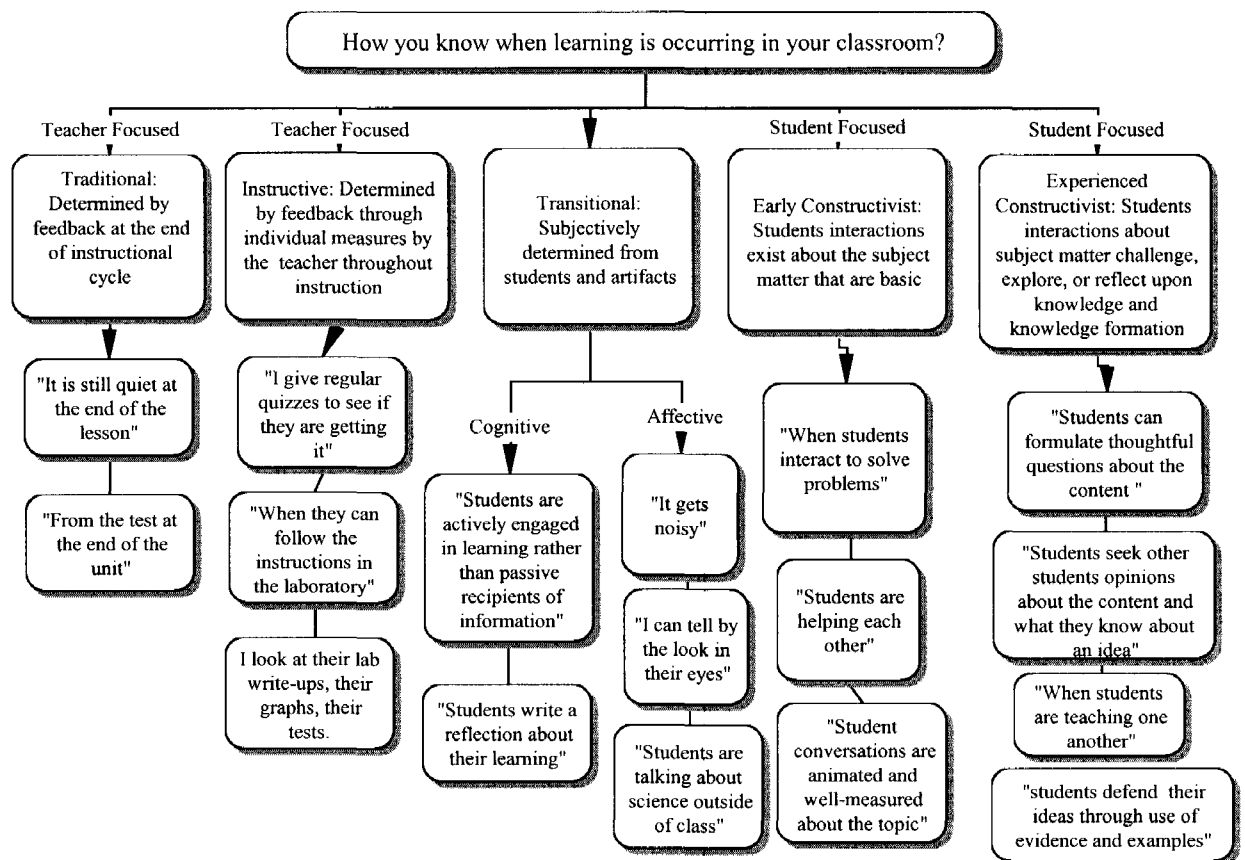 How you know when learning is occurring in your classroom?
Teacher Focused
Traditional:
Determined by
feedback at the end
of instructional
cycle
"It is still quiet at
the end of the
lesson"
"From the test at
the end of the
unit"
Teacher Focused
Instructive: Determined
by feedback through
individual measures by
the teacher throughout
instruction
"I give regular
quizzes to see if
they are getting
it"
"When they can
follow the
instructions in
the laboratory"
I look at their lab
write-ups, their
graphs, their
tests.
Transitional:
Subjectively
determined from
students and artifacts
Cognitive
"Students are
actively engaged
in learning rather
than passive
recipients of
information"
"Students write a
reflection about
their learning"
Affective
"It gets
noisy"
"I can tell by
the look in
their eyes"
"Students are
talking about
science outside
of class"
Student Focused
Early Constructivist:
Students interactions
exist about the subject
matter that are basic
"When students
interact to solve
problems"
"Students are
helping each
other"
"Student
conversations are
animated and
well-measured
about the topic"
Student Focused
Experienced
Constructivist: Students
interactions about
subject matter challenge,
explore, or reflect upon
knowledge and
knowledge formation
"Students can
formulate thoughtful
questions about the
content "
"Students seek other
students opinions
about the content and
what they know about
an idea"
"When students
are teaching one
another"
"students defend their
ideas through use of
evidence and examples"